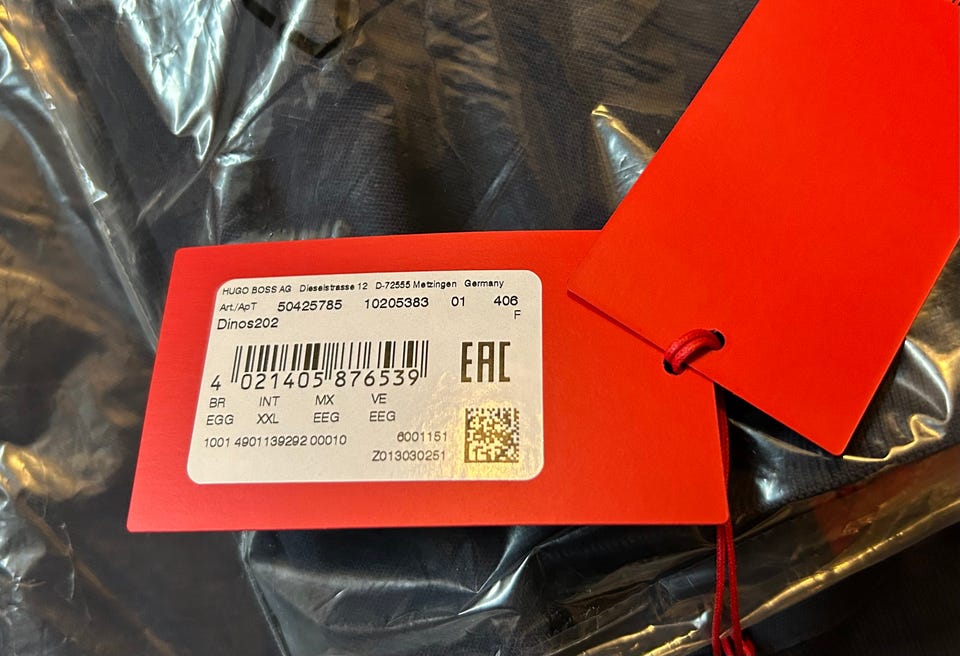 HUGO BOSS AG Dieselstrasse 12 D-72555 Metzingen Germany
Art./ApT 50425785 10205383 01 406
F
Dinos202
EAC
4 021405 876539
BR INT MX VE
EGG XXL EEG EEG
1001 4901139292 00010 6001151
Z013030251